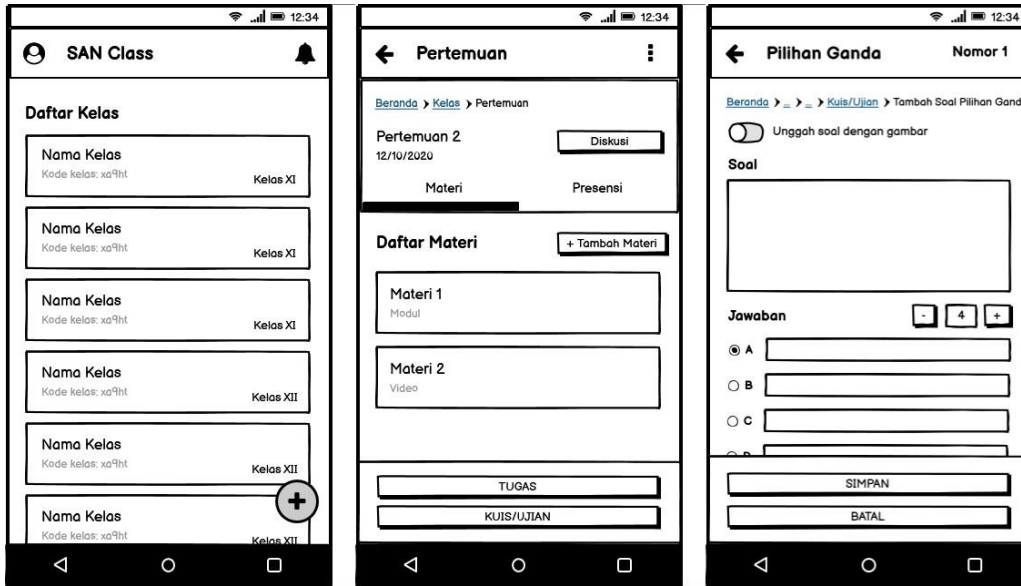 12:34
SAN Class
Daftar Kelas
Nama Kelas
Kode kelas: xa9ht
Kelas XI
Nama Kelas
Kode kelas: xa9ht
Kelas XI
Nama Kelas
Kode kelas: xa9ht
Kelas XI
Nama Kelas
Kode kelas: xa9ht
Kelas XII
Nama Kelas
Kode kelas: xa9ht
Kelas XII
Nama Kelas
Kode kelas: xa9ht
Kelas XII
12:34
Pertemuan
Beranda > Kelas > Pertemuan
Pertemuan 2
12/10/2020
Diskusi
Materi Presensi
Daftar Materi
+ Tambah Materi
Materi 1
Modul
Materi 2
Video
TUGAS
KUIS/UJIAN
12:34
Pilihan Ganda
Nomor 1
Beranda > _ > _ > Kuis/Ujian > Tambah Soal Pilihan Gand
Unggah soal dengan gambar
Soal
Jawaban
- 4 +
A
B
C
D
SIMPAN
BATAL